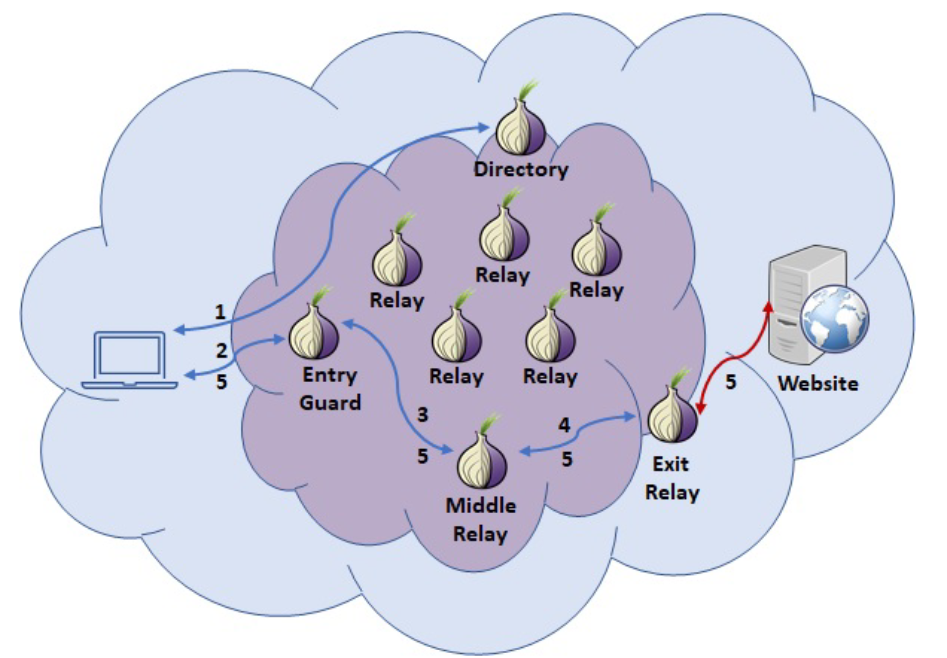 Directory
Relay
Relay
Relay
1
2
5
Entry
Guard
Relay
Relay
3
5
Middle
Relay
4
5
Exit
Relay
5
Website